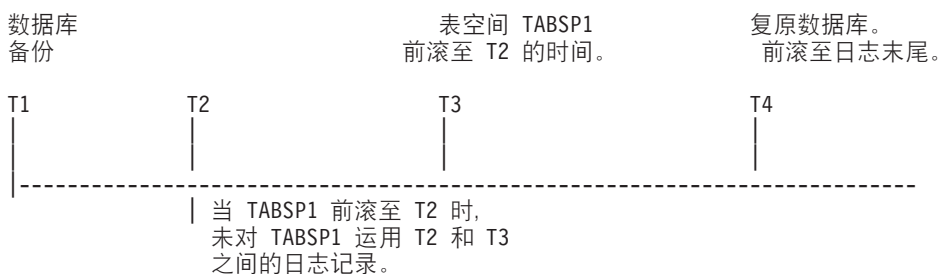 数据库
备份
表空间 TABSP1
前滚至 T2 的时间。
复原数据库。
前滚至日志末尾。
T1 T2 T3 T4
当 TABSP1 前滚至 T2 时,
未对 TABSP1 运用 T2 和 T3
之间的日志记录。